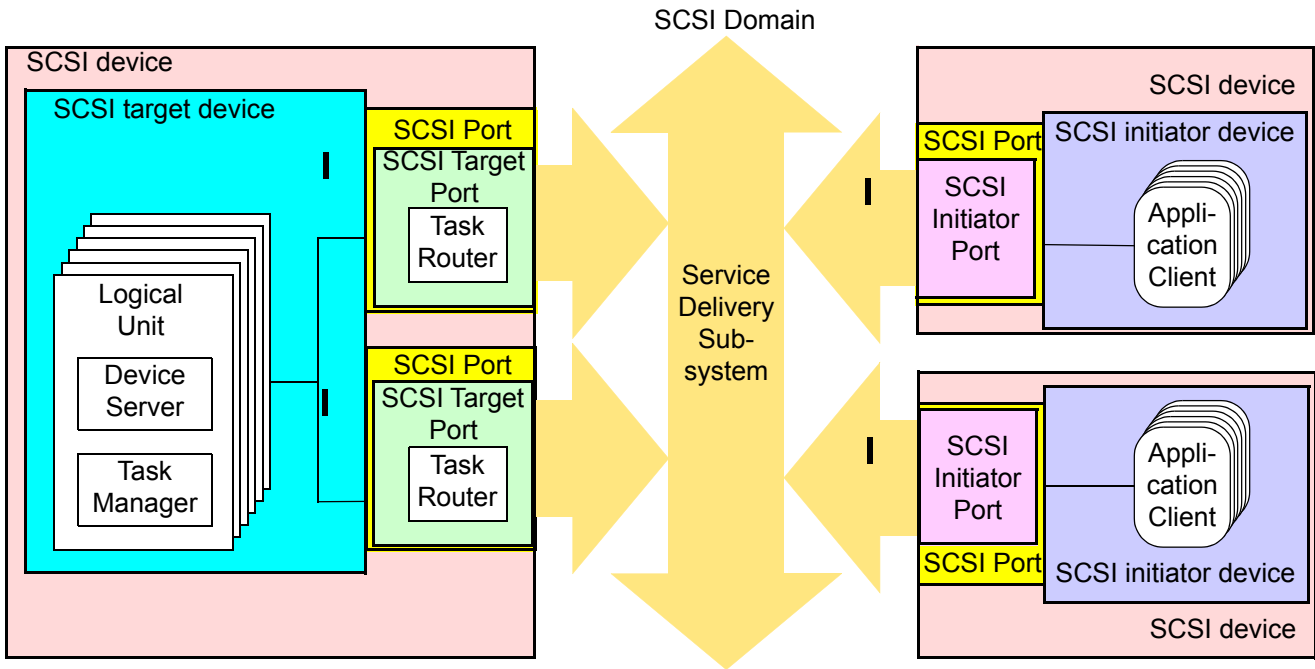 SCSI Domain
SCSI device
SCSI target device
Logical
Unit
Device
Server
Task
Manager
SCSI Port
SCSI Target
Port
Task
Router
SCSI Port
SCSI Target
Port
Task
Router
Service
Delivery
Sub-
system
SCSI device
SCSI initiator device
SCSI Port
SCSI
Initiator
Port
Appli-
cation
Client
SCSI
Initiator
Port
SCSI Port
Appli-
cation
Client
SCSI initiator device
SCSI device